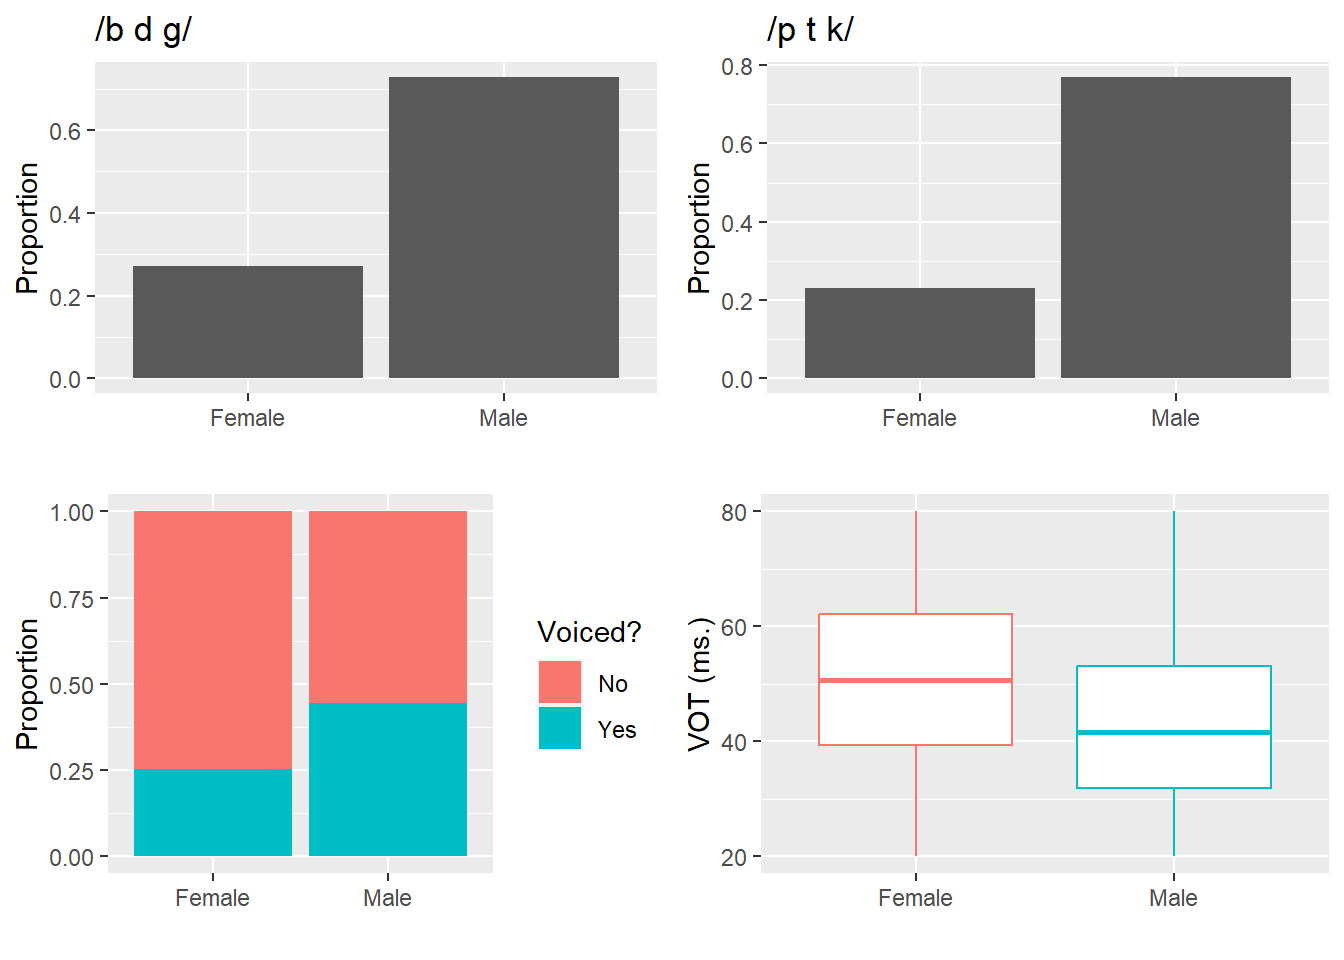 /b d g/
Proportion
0.6
0.4
0.2
0.0
Female Male
/p t k/
Proportion
0.8
0.6
0.4
0.2
0.0
Female Male
Proportion
1.00
0.75
0.50
0.25
0.00
Female Male
Voiced?
No
Yes
VOT (ms.)
80
60
40
20
Female Male